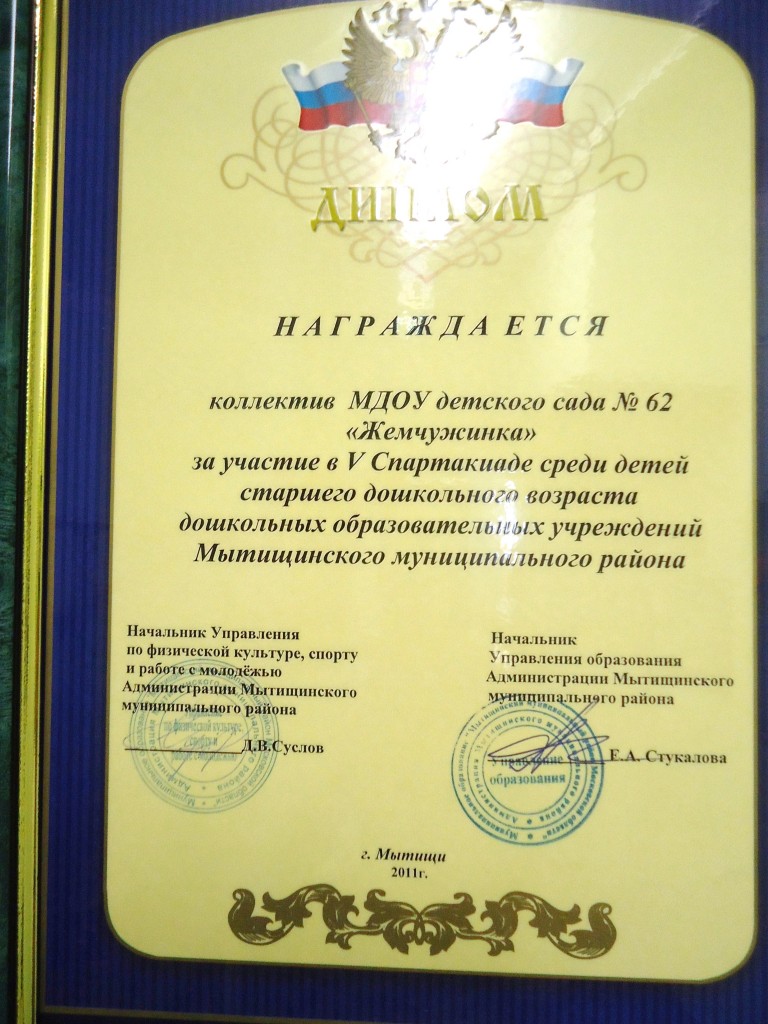 ДИПЛОМ
НАГРАЖДАЕТСЯ
коллектив МДОУ детского сада № 62
«Жемчужинка»
за участие в V Спартакиаде среди детей
старшего дошкольного возраста
дошкольных образовательных учреждений
Мытищинского муниципального района
Начальник Управления
по физической культуре, спорту
и работе с молодёжью
Администрации Мытищинского
муниципального района
Д.В.Суслов
Начальник
Управления образования
Администрации Мытищинского
муниципального района
Е.А. Стукалова
Управление
образования
г. Мытищи
2011г.